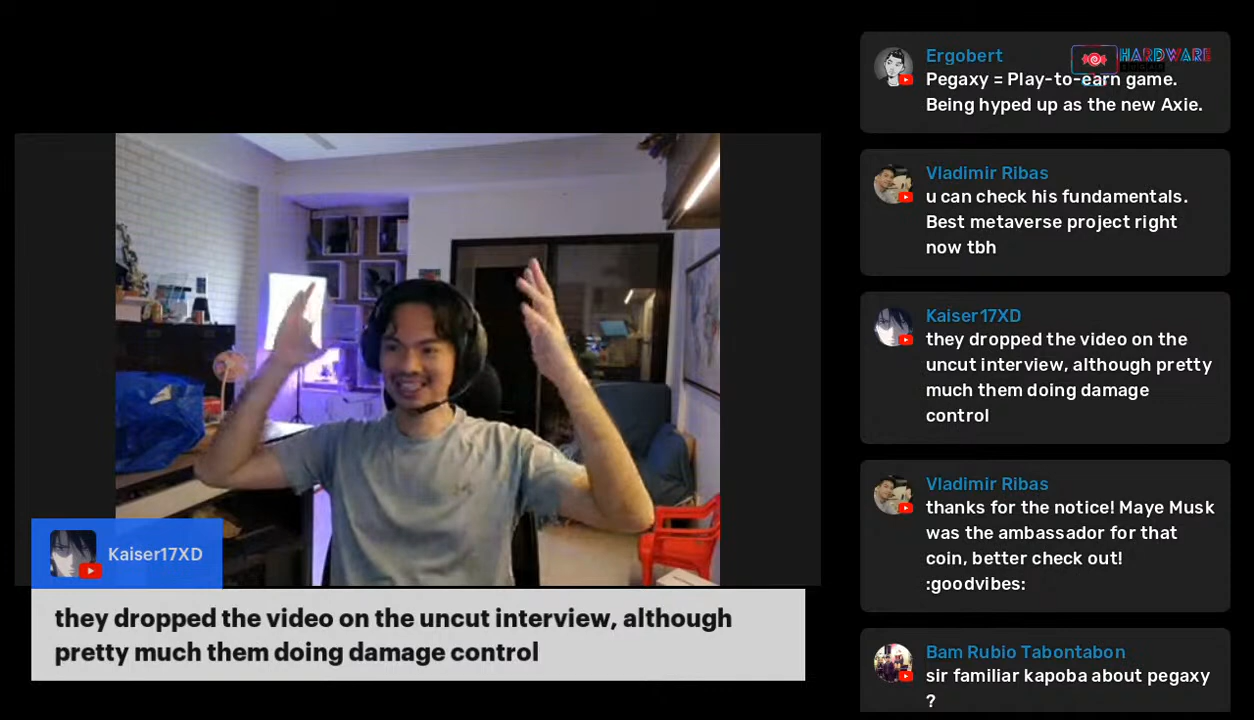 Kaiser17XD
they dropped the video on the uncut interview, although
pretty much them doing damage control
Ergobert
HARDWARE
SUGAR
Pegaxy = Play-to-earn game.
Being hyped up as the new Axie.
Vladimir Ribas
u can check his fundamentals.
Best metaverse project right
now tbh
Kaiser17XD
they dropped the video on the
uncut interview, although pretty
much them doing damage
control
Vladimir Ribas
thanks for the notice! Maye Musk
was the ambassador for that
coin, better check out!
:goodvibes:
Bam Rubio Tabontabon
sir familiar kapoba about pegaxy
?